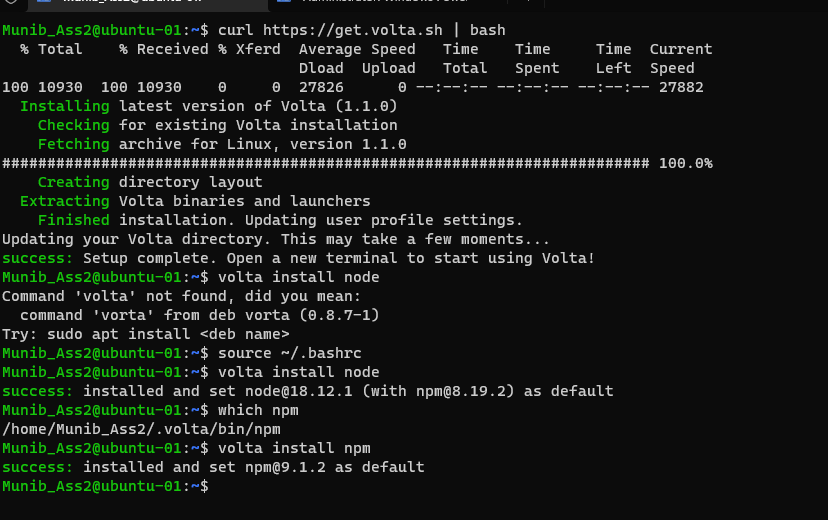 Munib_Ass2@ubuntu-01:~$ curl https://get.volta.sh | bash
  % Total    % Received % Xferd  Average Speed   Time    Time     Time  Current
                                 Dload  Upload   Total   Spent    Left  Speed
100 10930  100 10930    0     0  27826      0 --:--:-- --:--:-- --:--:-- 27882
  Installing latest version of Volta (1.1.0)
    Checking for existing Volta installation
    Fetching archive for Linux, version 1.1.0
######################################################################## 100.0%
    Creating directory layout
  Extracting Volta binaries and launchers
    Finished installation. Updating user profile settings.
Updating your Volta directory. This may take a few moments...
success: Setup complete. Open a new terminal to start using Volta!
Munib_Ass2@ubuntu-01:~$ volta install node
Command 'volta' not found, did you mean:
  command 'vorta' from deb vorta (0.8.7-1)
Try: sudo apt install <deb name>
Munib_Ass2@ubuntu-01:~$ source ~/.bashrc
Munib_Ass2@ubuntu-01:~$ volta install node
success: installed and set node@18.12.1 (with npm@8.19.2) as default
Munib_Ass2@ubuntu-01:~$ which npm
/home/Munib_Ass2/.volta/bin/npm
Munib_Ass2@ubuntu-01:~$ volta install npm
success: installed and set npm@9.1.2 as default
Munib_Ass2@ubuntu-01:~$